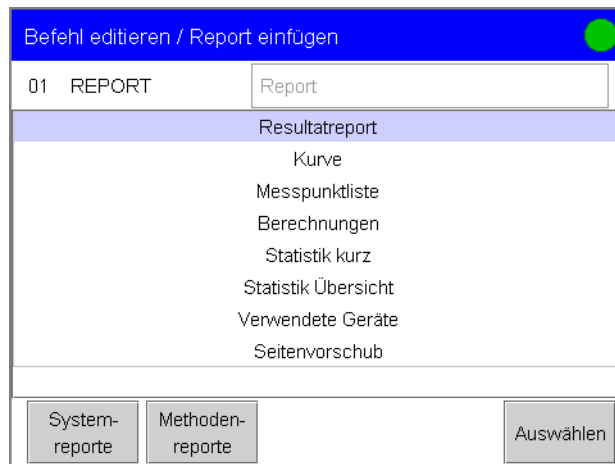 Befehl editieren / Report einfügen
01 REPORT Report
Resultatreport
Kurve
Messpunktliste
Berechnungen
Statistik kurz
Statistik Übersicht
Verwendete Geräte
Seitenvorschub
System-
reporte
Methoden-
reporte
Auswählen